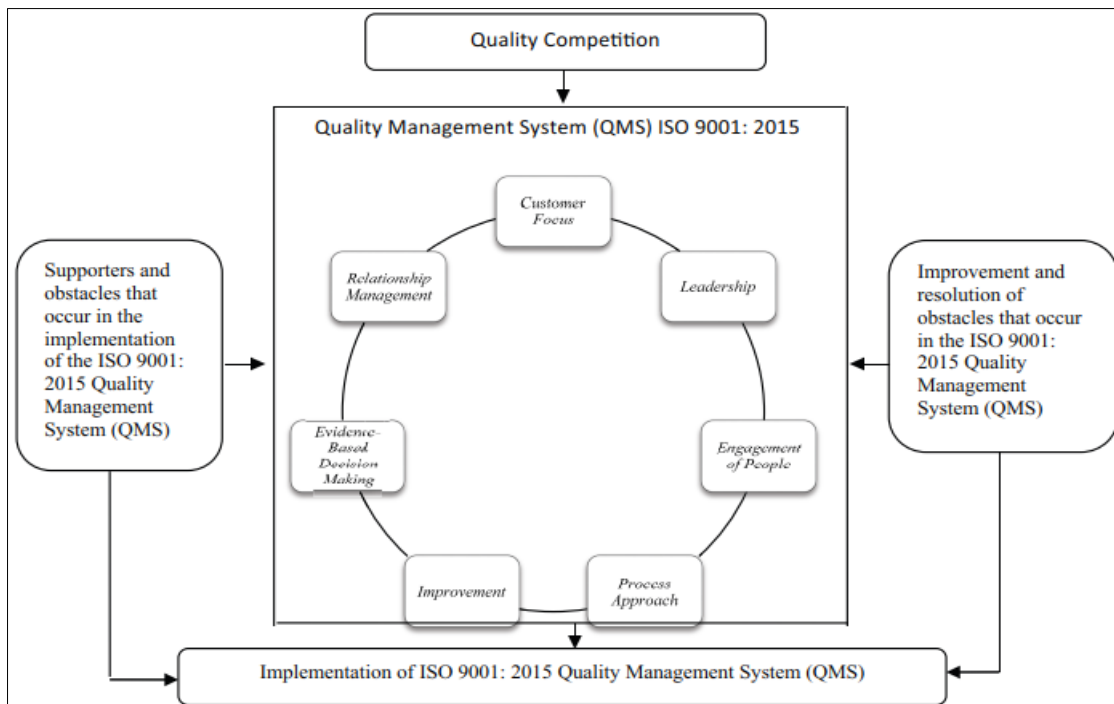 Quality Competition
Quality Management System (QMS) ISO 9001: 2015
Customer
Focus
Relationship
Management
Leadership
Supporters and
obstacles that
occur in the
implementation
of the ISO 9001:
2015 Quality
Management
System (QMS)
Improvement and
resolution of
obstacles that occur
in the ISO 9001:
2015 Quality
Management
System (QMS)
Evidence-
Based
Decision
Making
Engagement
of People
Improvement
Process
Approach
Implementation of ISO 9001: 2015 Quality Management System (QMS)